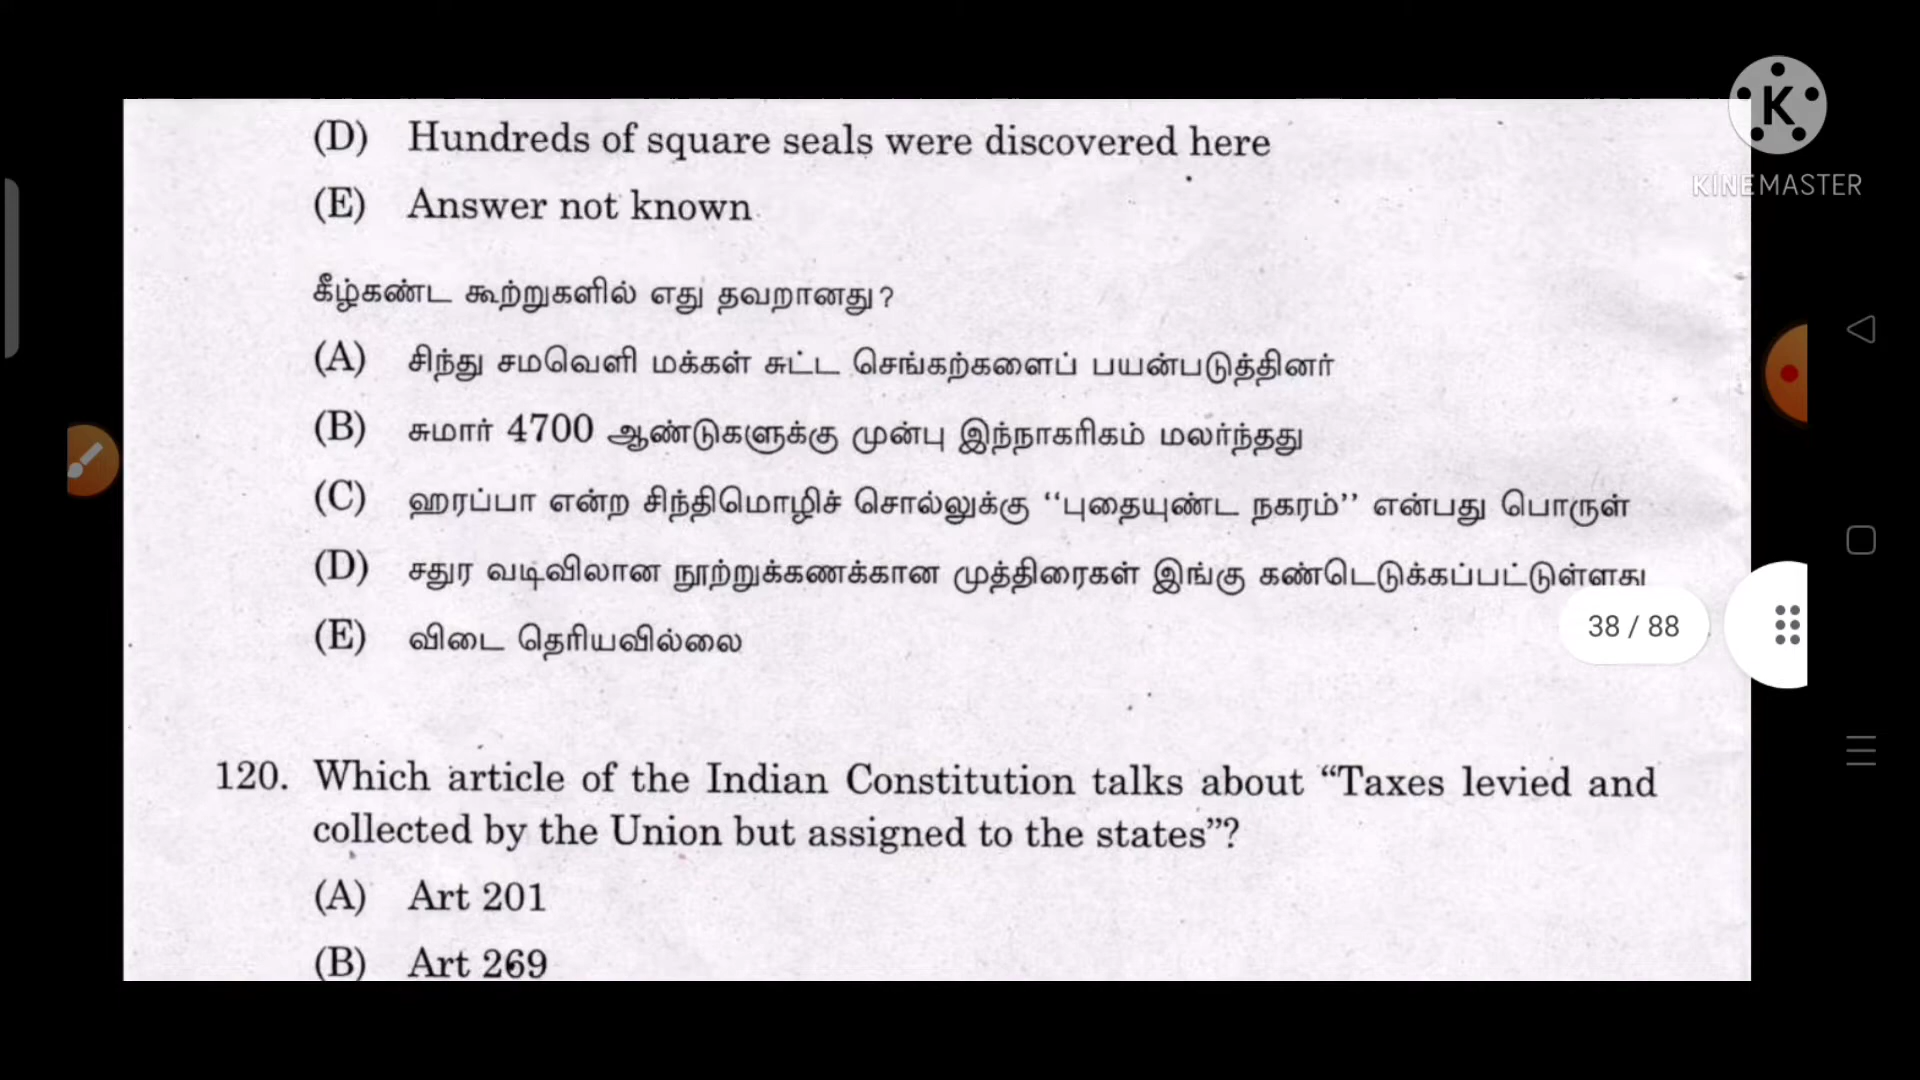 (D) Hundreds of square seals were discovered here
(E) Answer not known
கீழ்கண்ட கூற்றுகளில் எது தவறானது?
(A) சிந்து சமவெளி மக்கள் சுட்ட செங்கற்களைப் பயன்படுத்தினர்
(B) சுமார் 4700 ஆண்டுகளுக்கு முன்பு இந்நாகரிகம் மலர்ந்தது
(C) ஹரப்பா என்ற சிந்திமொழிச் சொல்லுக்கு “புதையுண்ட நகரம்” என்பது பொருள்
(D) சதுர வடிவிலான நூற்றுக்கணக்கான முத்திரைகள் இங்கு கண்டெடுக்கப்பட்டுள்ளது
(E) விடை தெரியவில்லை
120. Which article of the Indian Constitution talks about “Taxes levied and
collected by the Union but assigned to the states”?
(A) Art 201
(B) Art 269
K
KINEMASTER
38 / 88